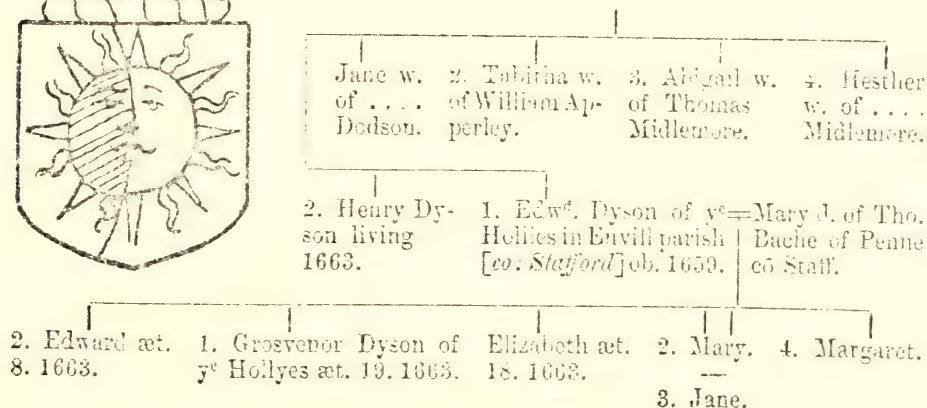 Jane w.
of . . . .
Dodson.
2. Tabitha w.
of William Ap-
perley.
3. Abigail w.
of Thomas
Midlemore.
4. Hesther
w. of . . . .
Midlemore.
2. Henry Dy-
son living
1663.
1. Edwᵈ. Dyson of yᵉ=Mary d. of Tho.
Hollies in Envill parish
[co: Stafford] ob. 1659.
Bache of Penne
cō Staff.
2. Edward æt.
8. 1663.
1. Grosvenor Dyson of
yᵉ Hollyes æt. 19. 1663.
Elizabeth æt.
18. 1663.
2. Mary.
3. Jane.
4. Margaret.